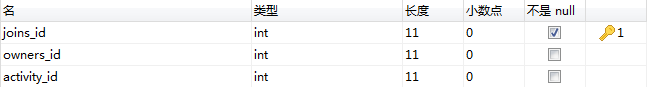 名 类型 长度 小数点 不是 null
joins_id int 11 0 1
owners_id int 11 0
activity_id int 11 0